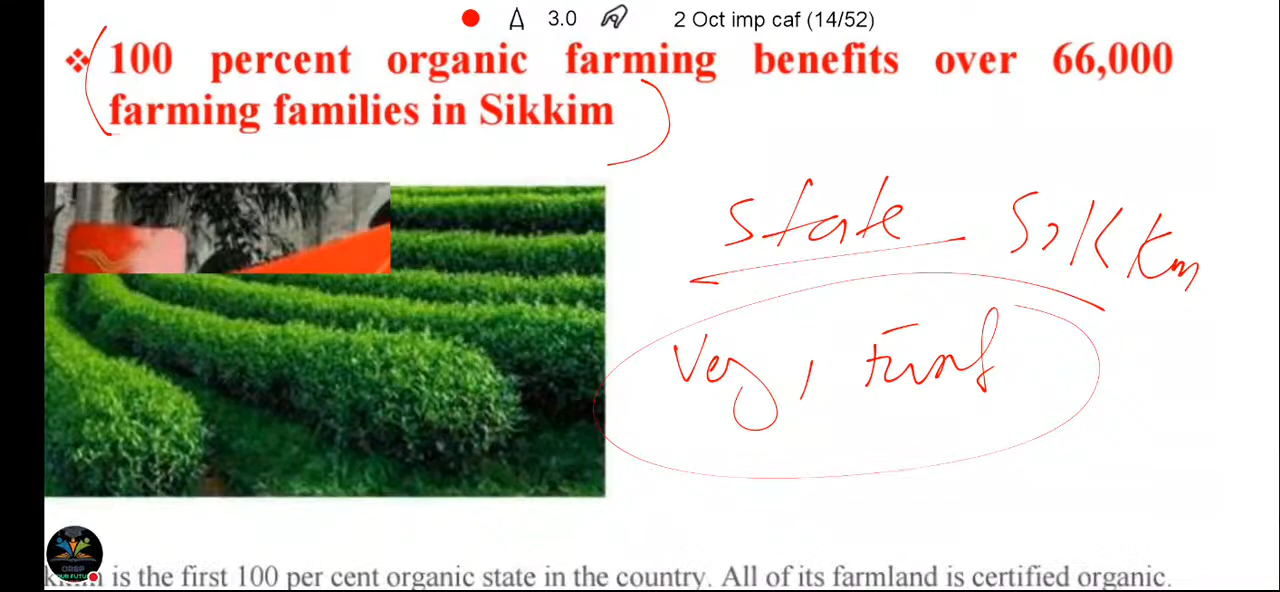 3.0 2 Oct imp caf (14/52)
❖ 100 percent organic farming benefits over 66,000
farming families in Sikkim
state Sikkim
Veg,
is the first 100 per cent organic state in the country. All of its farmland is certified organic.